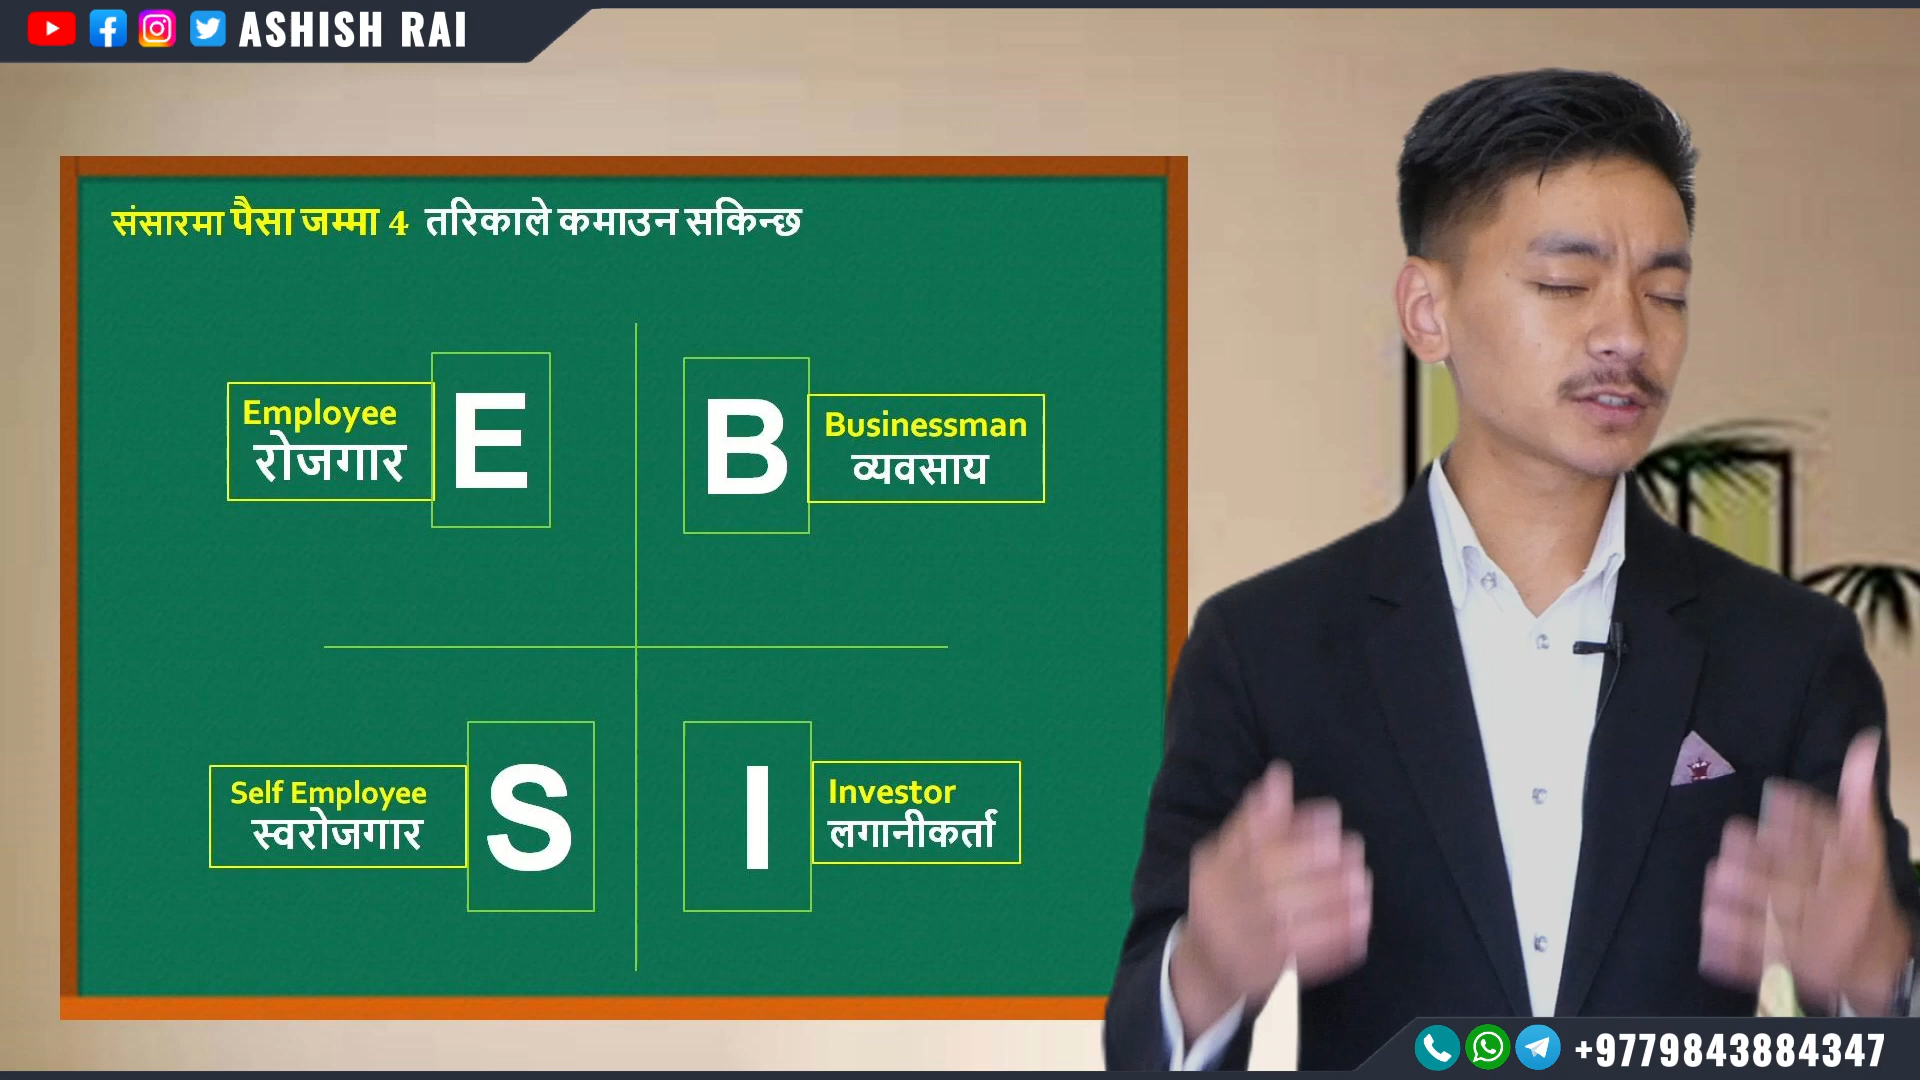 ASHISH RAI
संसारमा पैसा जम्मा 4 तरिकाले कमाउन सकिन्छ
Employee
रोजगार
E
B
Businessman
व्यवसाय
Self Employee
स्वरोजगार
S
I
Investor
लगानीकर्ता
+9779843884347